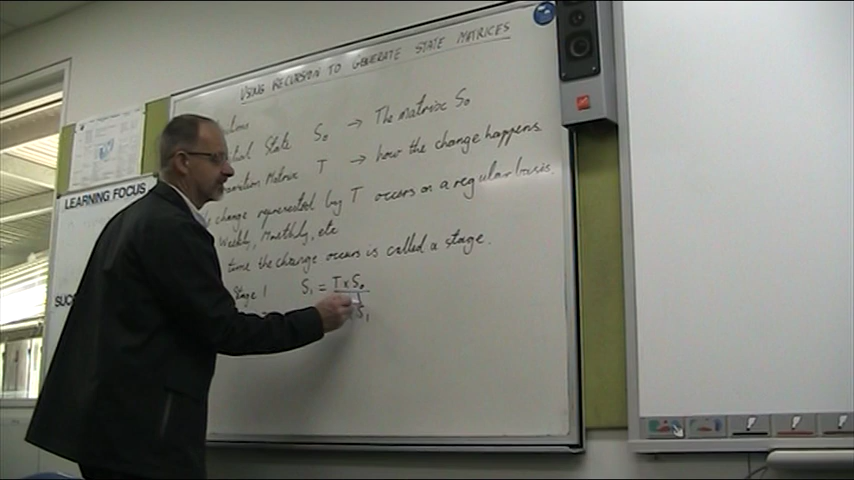 USING RECURSION TO GENERATE STATE MATRICES
State S₀ → The matrix S₀
Matrix T → how the change happens.
change represented by T occurs on a regular basis.
Weekly, Monthly, etc
time the change occurs is called a stage.
Stage 1 S₁ = T x S₀
S₁
LEARNING FOCUS